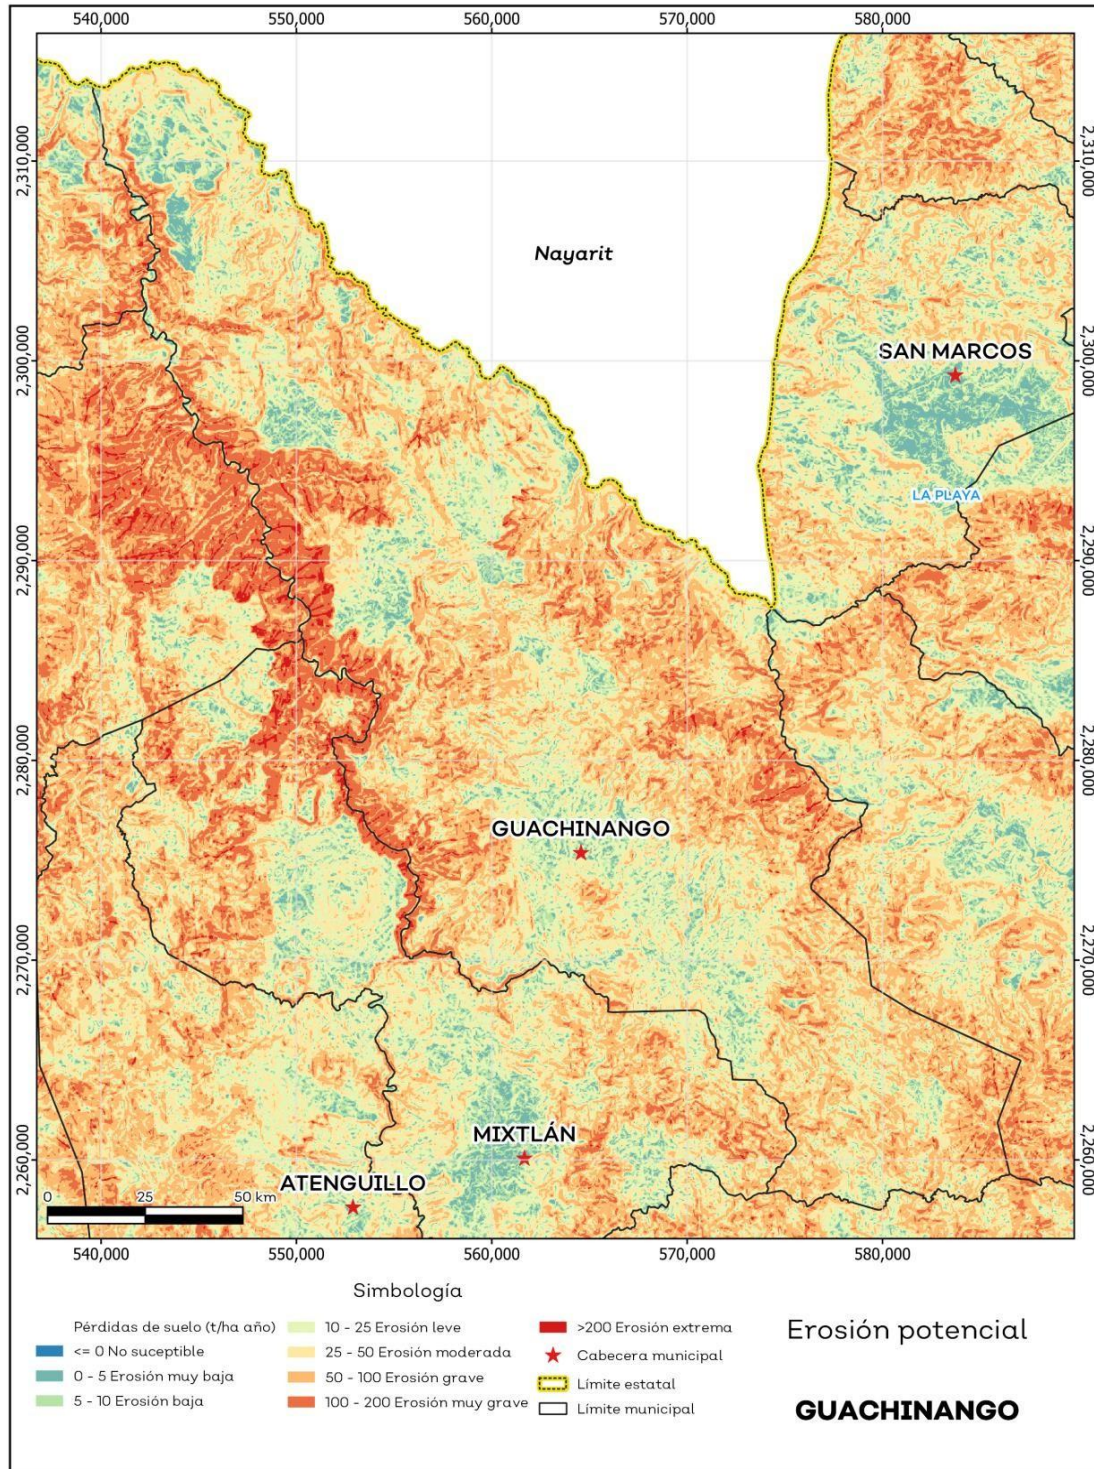 540,000 550,000 560,000 570,000 580,000
2,310,000 2,310,000
Nayarit
SAN MARCOS
2,300,000 2,300,000
LA PLAYA
2,290,000 2,290,000
2,280,000 2,280,000
GUACHINANGO
2,270,000 2,270,000
MIXTLÁN
2,260,000 2,260,000
ATENGUILLO
0 25 50 km
540,000 550,000 560,000 570,000 580,000
Simbología
Pérdidas de suelo (t/ha año)
<= 0 No suceptible
0 - 5 Erosión muy baja
5 - 10 Erosión baja
10 - 25 Erosión leve
25 - 50 Erosión moderada
50 - 100 Erosión grave
100 - 200 Erosión muy grave
>200 Erosión extrema
Cabecera municipal
Límite estatal
Límite municipal
Erosión potencial
GUACHINANGO